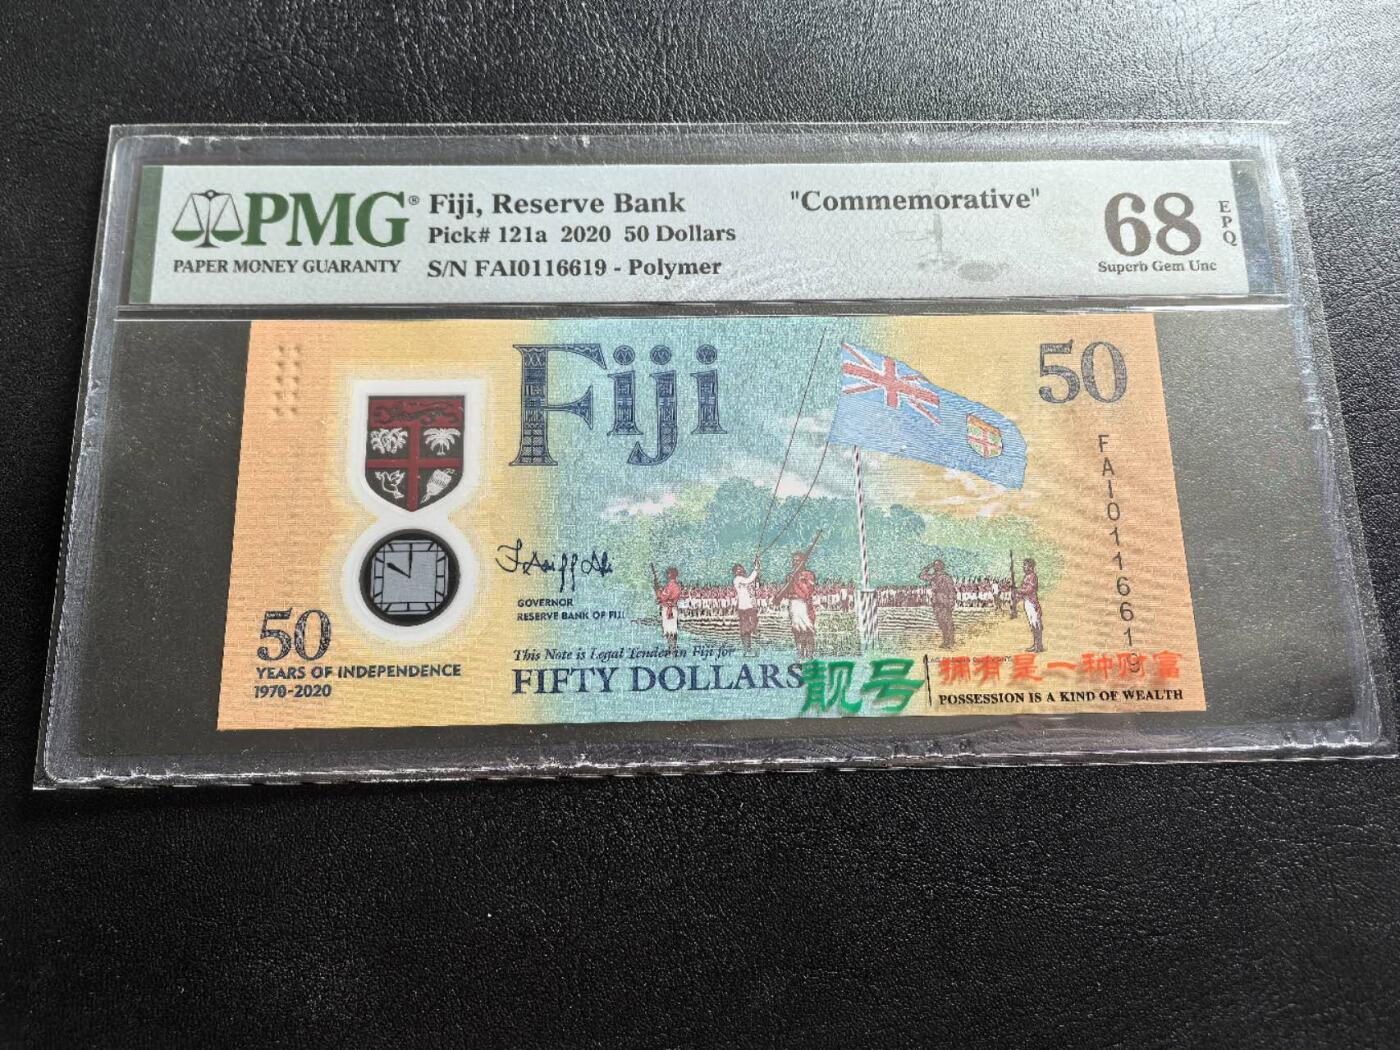 PMG®
PAPER MONEY GUARANTY
Fiji, Reserve Bank
"Commemorative"
Pick# 121a 2020 50 Dollars
S/N FAI0116619 - Polymer
68
EPQ
Superb Gem Unc
Fiji
50
FAI0116619
GOVERNOR
RESERVE BANK OF FIJI
50
YEARS OF INDEPENDENCE
1970-2020
This Note is Legal Tender in Fiji for
FIFTY DOLLARS
靓号
拥有是一种财富
POSSESSION IS A KIND OF WEALTH